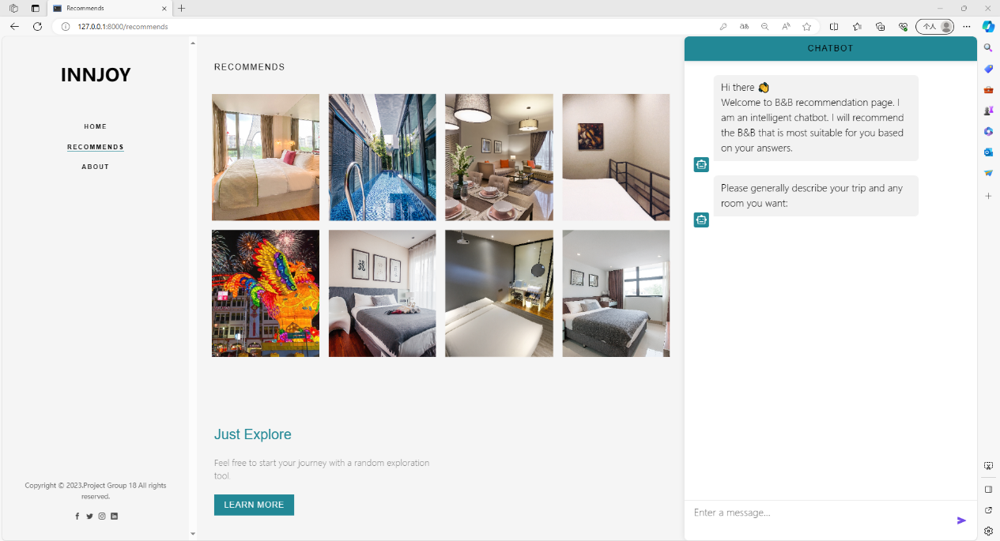 Recommends
127.0.0.1:8000/recommends
个人
INNJOY
HOME
RECOMMENDS
ABOUT
Copyright © 2023.Project Group 18 All rights
reserved.
RECOMMENDS
Just Explore
Feel free to start your journey with a random exploration
tool.
LEARN MORE
CHATBOT
Hi there 👋
Welcome to B&B recommendation page. I
am an intelligent chatbot. I will recommend
the B&B that is most suitable for you based
on your answers.
Please generally describe your trip and any
room you want:
Enter a message...